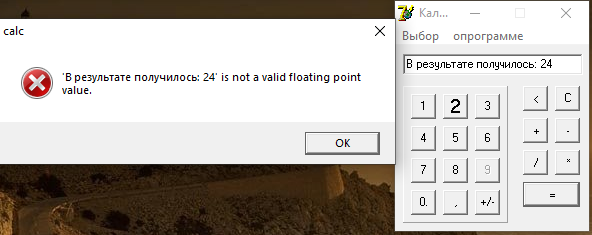 calc
'В результате получилось: 24' is not a valid floating point
value.
OK
Кал...
Выбор опрограмме
В результате получилось: 24
1 2 3 < C
4 5 6 + -
7 8 9 / *
0. , +/- =